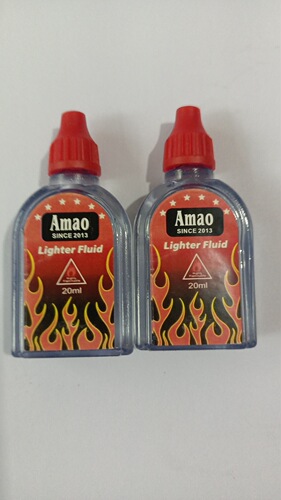 Amao
SINCE 2013
Lighter Fluid
20ml
Amao
SINCE 2013
Lighter Fluid
20ml